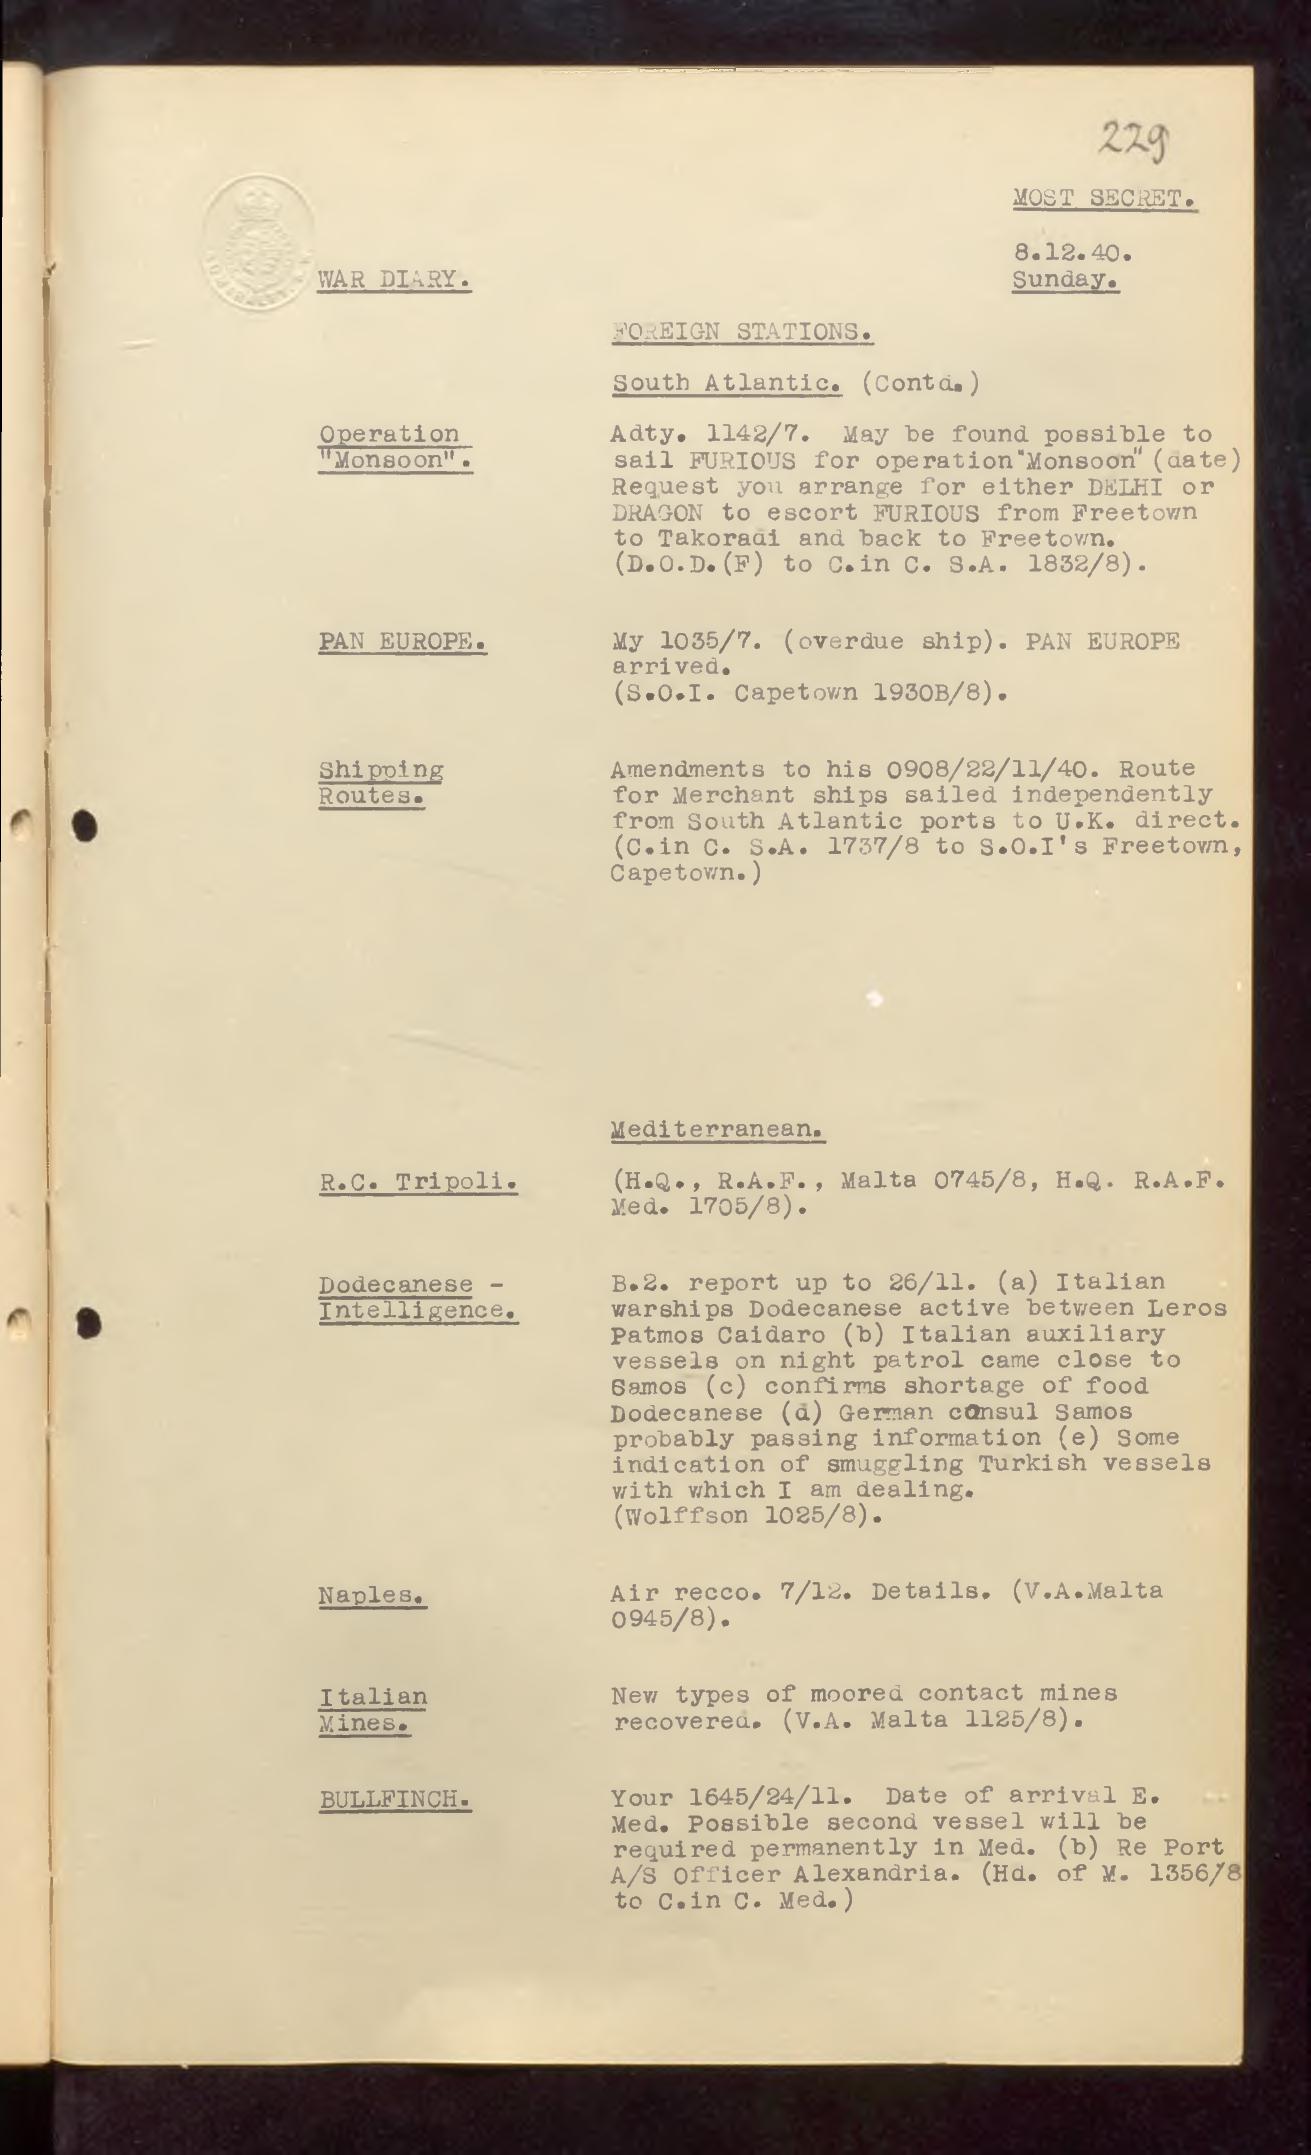 229
MOST SECRET.
8.12.40.
Sunday.
WAR DIARY.
FOREIGN STATIONS.
South Atlantic. (Contd.)
Operation
"Monsoon".
Adty. 1142/7. May be found possible to
sail FURIOUS for operation "Monsoon" (date)
Request you arrange for either DELHI or
DRAGON to escort FURIOUS from Freetown
to Takoradi and back to Freetown.
(D.O.D.(F) to C.in C. S.A. 1832/8).
PAN EUROPE.
My 1035/7. (overdue ship). PAN EUROPE
arrived.
(S.O.I. Capetown 1930B/8).
Shipping
Routes.
Amendments to his 0908/22/11/40. Route
for Merchant ships sailed independently
from South Atlantic ports to U.K. direct.
(C.in C. S.A. 1737/8 to S.O.I's Freetown,
Capetown.)
Mediterranean.
R.C. Tripoli.
(H.Q., R.A.F., Malta 0745/8, H.Q. R.A.F.
Med. 1705/8).
Dodecanese -
Intelligence.
B.2. report up to 26/11. (a) Italian
warships Dodecanese active between Leros
Patmos Caidaro (b) Italian auxiliary
vessels on night patrol came close to
Samos (c) confirms shortage of food
Dodecanese (d) German consul Samos
probably passing information (e) Some
indication of smuggling Turkish vessels
with which I am dealing.
(Wolffson 1025/8).
Naples.
Air recco. 7/12. Details. (V.A.Malta
0945/8).
Italian
Mines.
New types of moored contact mines
recovered. (V.A. Malta 1125/8).
BULLFINCH.
Your 1645/24/11. Date of arrival E.
Med. Possible second vessel will be
required permanently in Med. (b) Re Port
A/S Officer Alexandria. (Hd. of M. 1356/8
to C.in C. Med.)